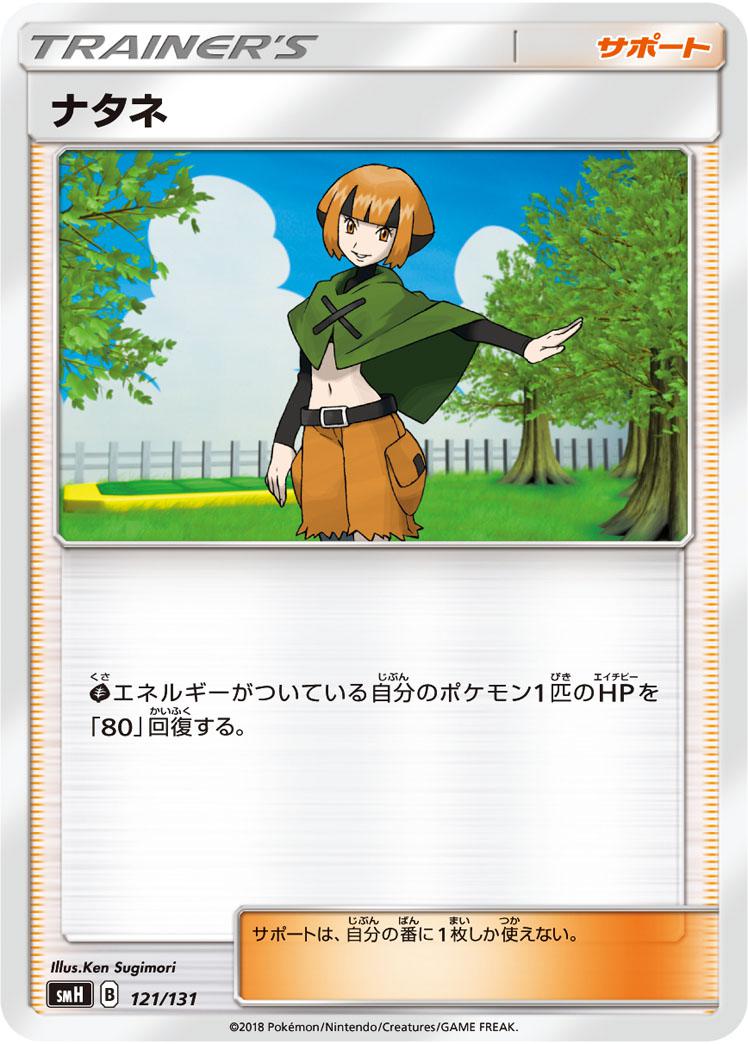 TRAINER'S
サポート
ナタネ
くさ じぶん びき エイチピー
エネルギーがついている自分のポケモン1匹のHPを
かいふく
「80」回復する。
じぶん ばん まい つか
サポートは、自分の番に1枚しか使えない。
Illus.Ken Sugimori
SMH B 121/131
©2018 Pokémon/Nintendo/Creatures/GAME FREAK.